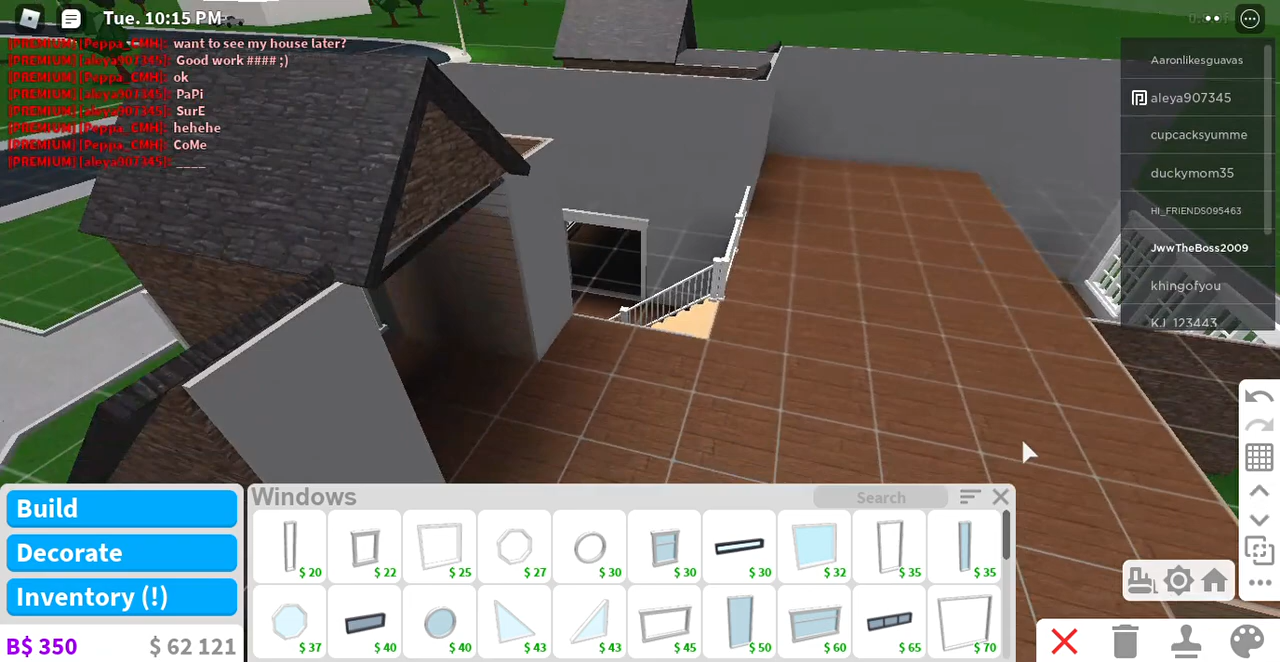 Tue. 10:15 PM
[PREMIUM] [Peppa_CMH]: want to see my house later?
[PREMIUM] [aleya907345]: Good work #### ;)
[PREMIUM] [Peppa_CMH]: ok
[PREMIUM] [aleya907345]: PaPi
[PREMIUM] [aleya907345]: SurE
[PREMIUM] [Peppa_CMH]: hehehe
[PREMIUM] [Peppa_CMH]: CoMe
[PREMIUM] [aleya907345]: ____
Aaronlikesguavas
aleya907345
cupcacksyumme
duckymom35
HI_FRIENDS095463
JwwTheBoss2009
khingofyou
KJ_123443
Build
Decorate
Inventory (!)
B$ 350 $ 62 121
Windows Search
$ 20 $ 22 $ 25 $ 27 $ 30 $ 30 $ 30 $ 32 $ 35 $ 35
$ 37 $ 40 $ 40 $ 43 $ 43 $ 45 $ 50 $ 60 $ 65 $ 70